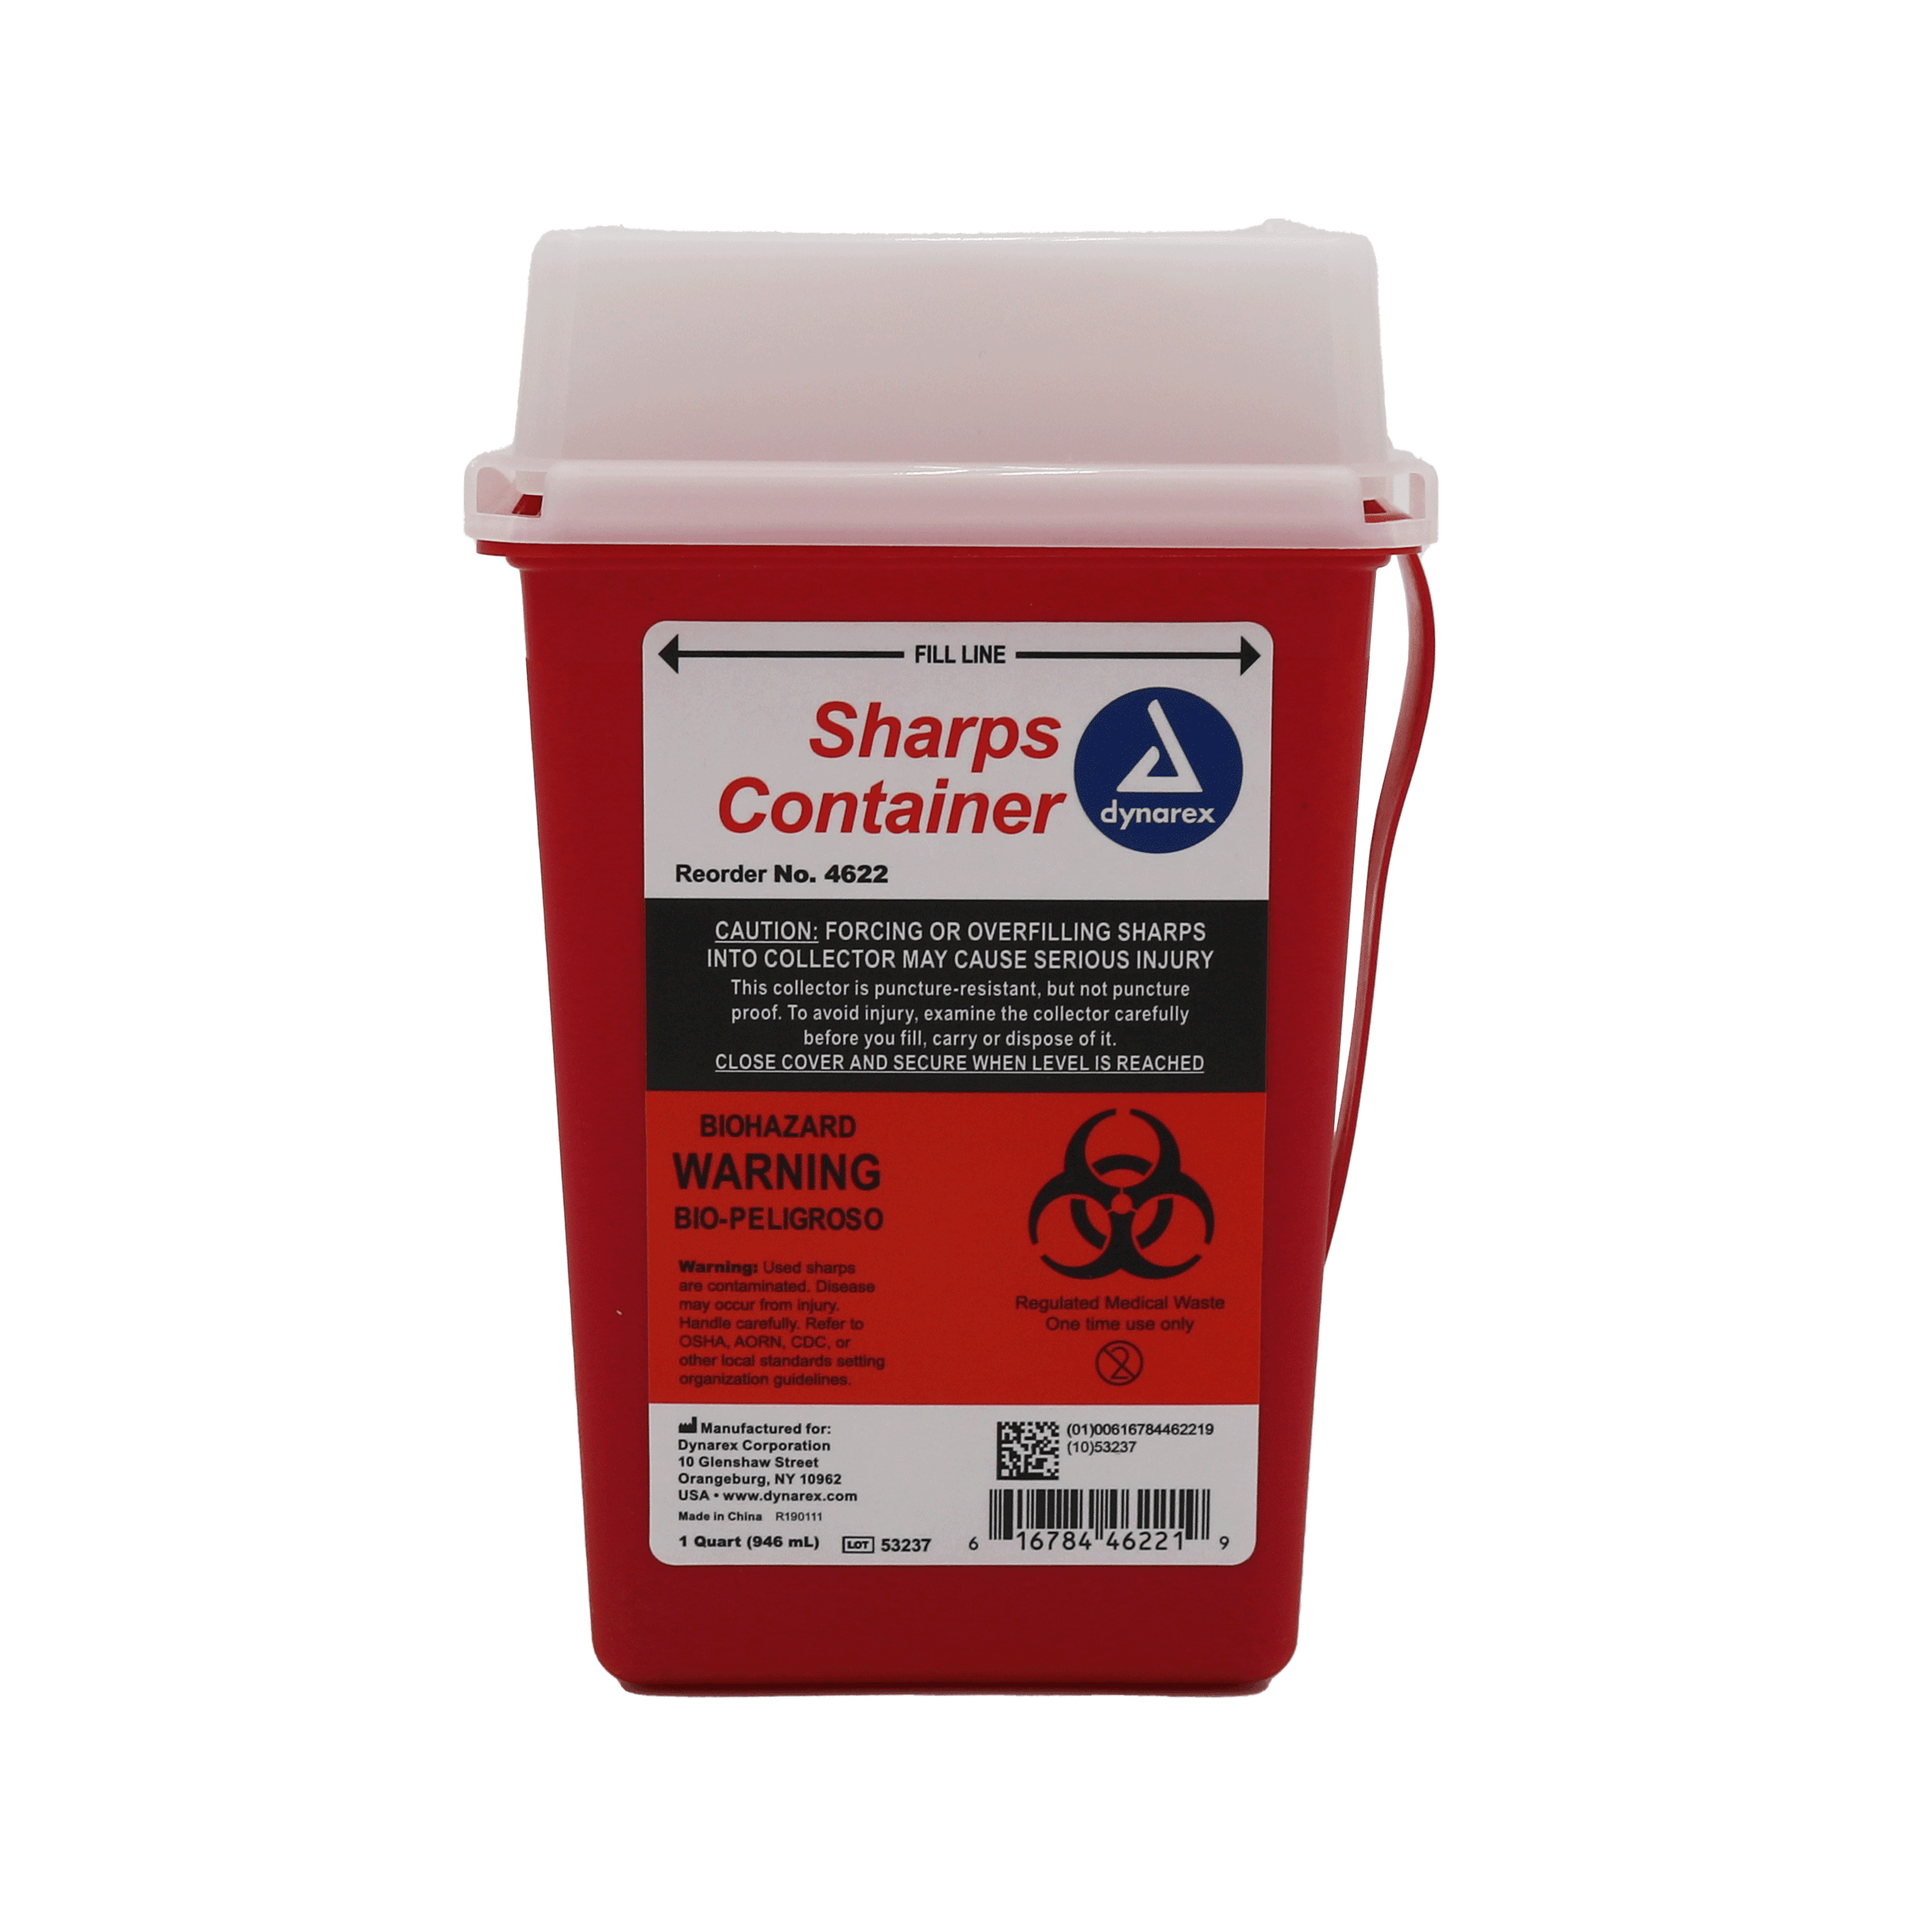 FILL LINE
Sharps
Container
dynarex
Reorder No. 4622
CAUTION: FORCING OR OVERFILLING SHARPS
INTO COLLECTOR MAY CAUSE SERIOUS INJURY
This collector is puncture-resistant, but not puncture
proof. To avoid injury, examine the collector carefully
before you fill, carry or dispose of it.
CLOSE COVER AND SECURE WHEN LEVEL IS REACHED
BIOHAZARD
WARNING
BIO-PELIGROSO
Warning: Used sharps
are contaminated. Disease
may occur from injury.
Handle carefully. Refer to
OSHA, AORN, CDC, or
other local standards setting
organization guidelines.
Regulated Medical Waste
One time use only
2
Manufactured for:
Dynarex Corporation
10 Glenshaw Street
Orangeburg, NY 10962
USA • www.dynarex.com
Made in China R190111
1 Quart (946 mL) LOT 53237
(01)00616784462219
(10)53237
6 16784 46221 9